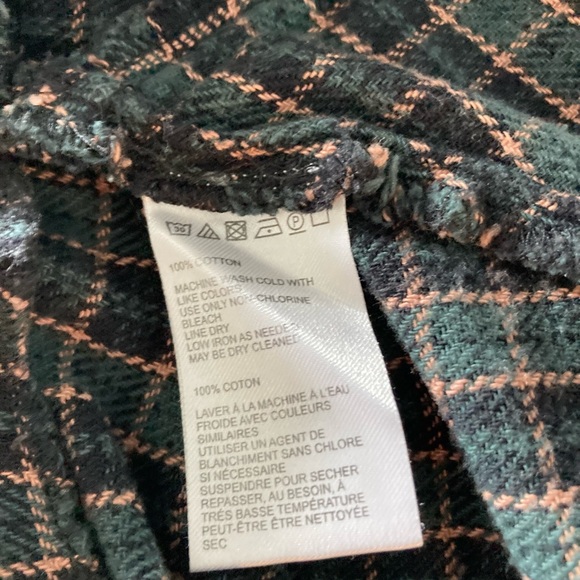 30 P
100% COTTON
MACHINE WASH COLD WITH
LIKE COLORS
USE ONLY NON-CHLORINE
BLEACH
LINE DRY
LOW IRON AS NEEDED
MAY BE DRY CLEANED
100% COTON
LAVER À LA MACHINE À L'EAU
FROIDE AVEC COULEURS
SIMILAIRES
UTILISER UN AGENT DE
BLANCHIMENT SANS CHLORE
SI NÉCESSAIRE
SUSPENDRE POUR SECHER
REPASSER, AU BESOIN, À
TRÈS BASSE TEMPÉRATURE
PEUT-ÊTRE ÊTRE NETTOYÉE
SEC